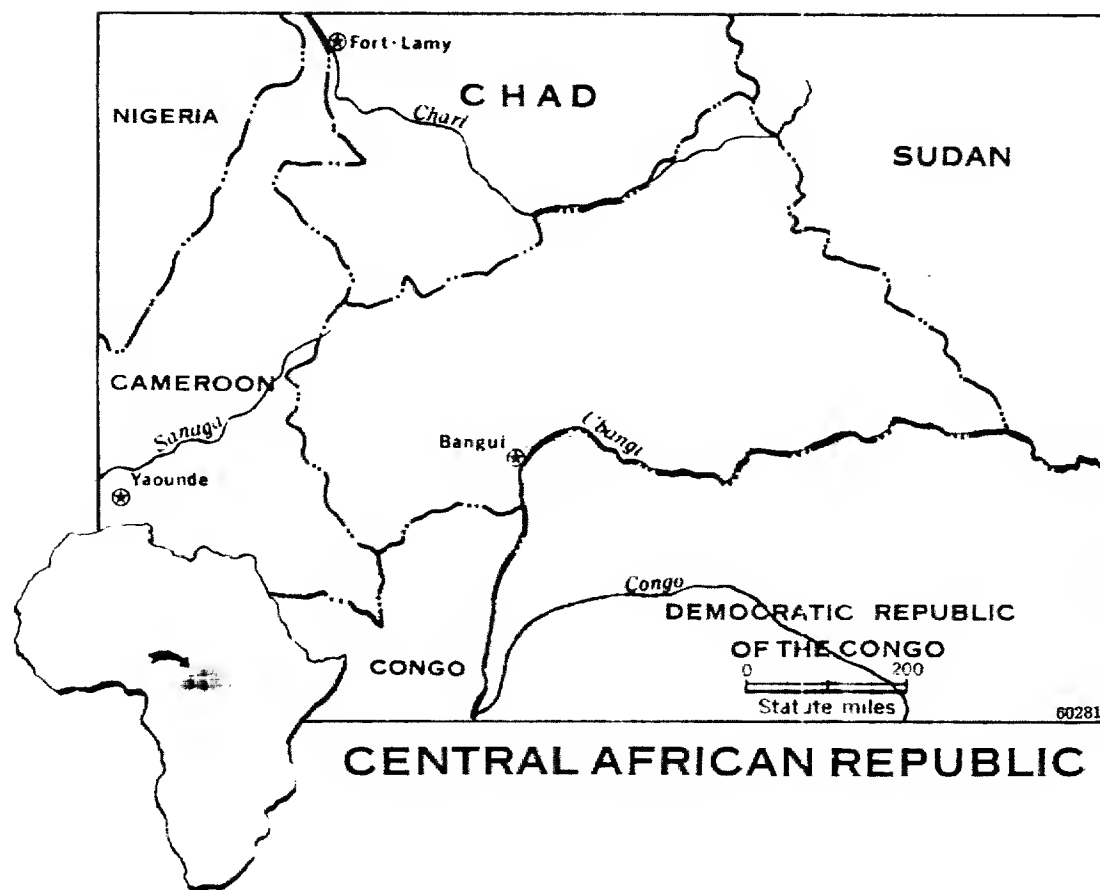 Fort-Lamy
CHAD
NIGERIA
Chari
SUDAN
CAMEROON
Sanaga
Bangui
Ubangi
Yaounde
Congo
DEMOCRATIC REPUBLIC
OF THE CONGO
CONGO
0 200
Statute miles
60281
CENTRAL AFRICAN REPUBLIC